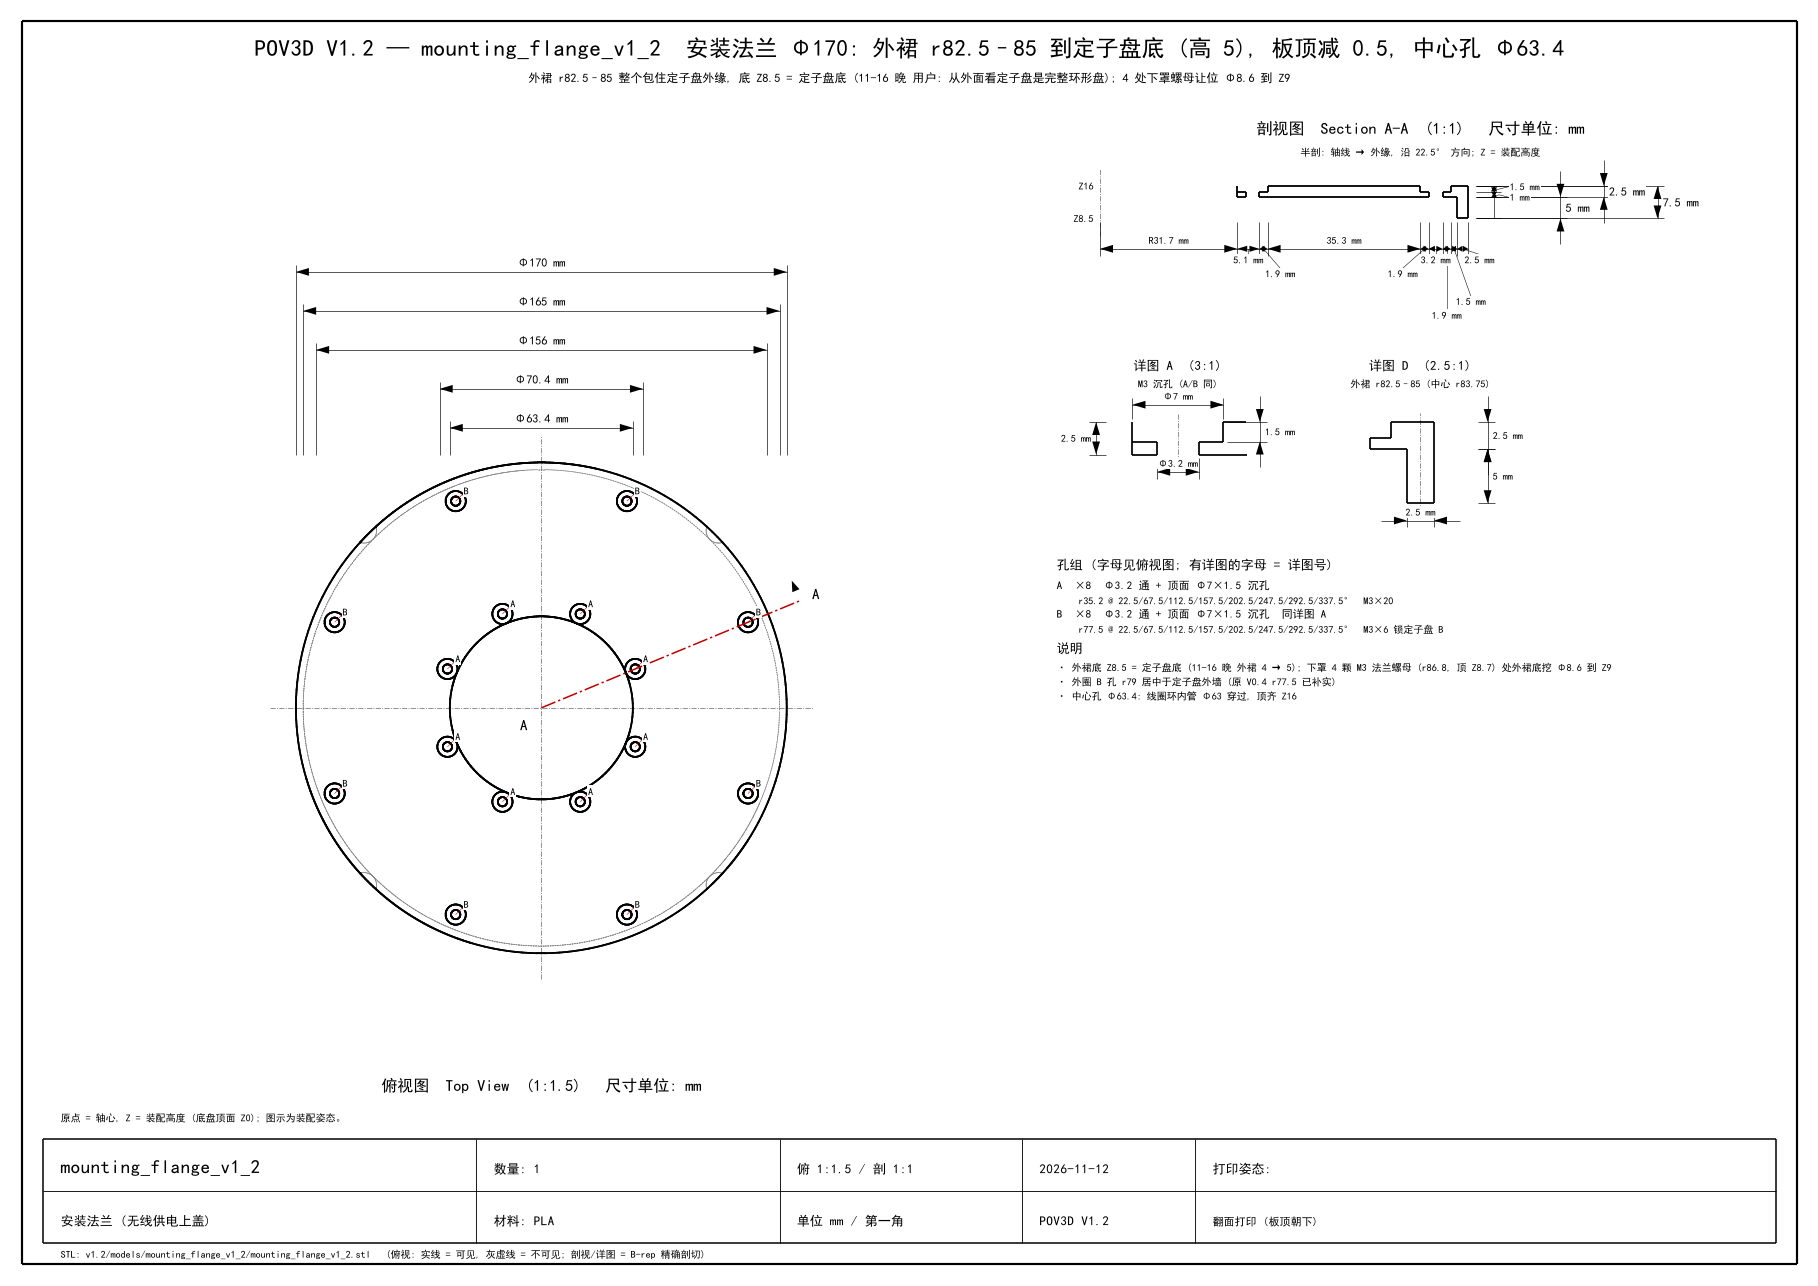 POV3D V1.2 — mounting_flange_v1_2 安装法兰 Φ170: 外裙 r82.5–85 到定子盘底 (高 5), 板顶减 0.5, 中心孔 Φ63.4
外裙 r82.5–85 整个包住定子盘外缘, 底 Z8.5 = 定子盘底 (11-16 晚 用户: 从外面看定子盘是完整环形盘); 4 处下罩螺母让位 Φ8.6 到 Z9
剖视图 Section A-A (1:1) 尺寸单位: mm
半剖: 轴线 → 外缘, 沿 22.5° 方向; Z = 装配高度
Z16
Z8.5
1.5 mm
1 mm
2.5 mm
5 mm
7.5 mm
R31.7 mm
35.3 mm
5.1 mm
1.9 mm
1.9 mm
3.2 mm
2.5 mm
1.5 mm
1.9 mm
Φ170 mm
Φ165 mm
Φ156 mm
Φ70.4 mm
Φ63.4 mm
详图 A (3:1)
M3 沉孔 (A/B 同)
Φ7 mm
2.5 mm
1.5 mm
Φ3.2 mm
详图 D (2.5:1)
外裙 r82.5–85 (中心 r83.75)
2.5 mm
5 mm
2.5 mm
B
B
B
B
A
A
A
A
A
A
A
A
A
A
B
B
B
B
孔组 (字母见俯视图; 有详图的字母 = 详图号)
A ×8 Φ3.2 通 + 顶面 Φ7×1.5 沉孔
r35.2 @ 22.5/67.5/112.5/157.5/202.5/247.5/292.5/337.5° M3×20
B ×8 Φ3.2 通 + 顶面 Φ7×1.5 沉孔 同详图 A
r77.5 @ 22.5/67.5/112.5/157.5/202.5/247.5/292.5/337.5° M3×6 锁定子盘 B
说明
· 外裙底 Z8.5 = 定子盘底 (11-16 晚 外裙 4 → 5); 下罩 4 颗 M3 法兰螺母 (r86.8, 顶 Z8.7) 处外裙底挖 Φ8.6 到 Z9
· 外圈 B 孔 r79 居中于定子盘外墙 (原 V0.4 r77.5 已补实)
· 中心孔 Φ63.4: 线圈环内管 Φ63 穿过, 顶齐 Z16
俯视图 Top View (1:1.5) 尺寸单位: mm
原点 = 轴心, Z = 装配高度 (底盘顶面 Z0); 图示为装配姿态。
mounting_flange_v1_2
数量: 1
俯 1:1.5 / 剖 1:1
2026-11-12
打印姿态:
安装法兰 (无线供电上盖)
材料: PLA
单位 mm / 第一角
POV3D V1.2
翻面打印 (板顶朝下)
STL: v1.2/models/mounting_flange_v1_2/mounting_flange_v1_2.stl (俯视: 实线 = 可见, 灰虚线 = 不可见; 剖视/详图 = B-rep 精确剖切)